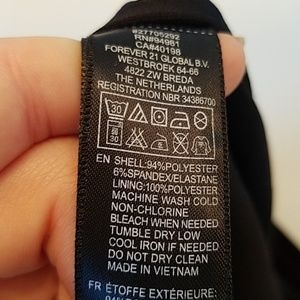 #27705292
RN#94981
CA#40198
FOREVER 21 GLOBAL B.V.
WESTBROEK 64-66
4822 ZW BREDA
THE NETHERLANDS
REGISTRATION NBR 34386700
30
EN SHELL:94%POLYESTER
6%SPANDEX/ELASTANE
LINING:100%POLYESTER
MACHINE WASH COLD
NON-CHLORINE
BLEACH WHEN NEEDED
TUMBLE DRY LOW
COOL IRON IF NEEDED
DO NOT DRY CLEAN
MADE IN VIETNAM
FR ÉTOFFE EXTÉRIEURE: